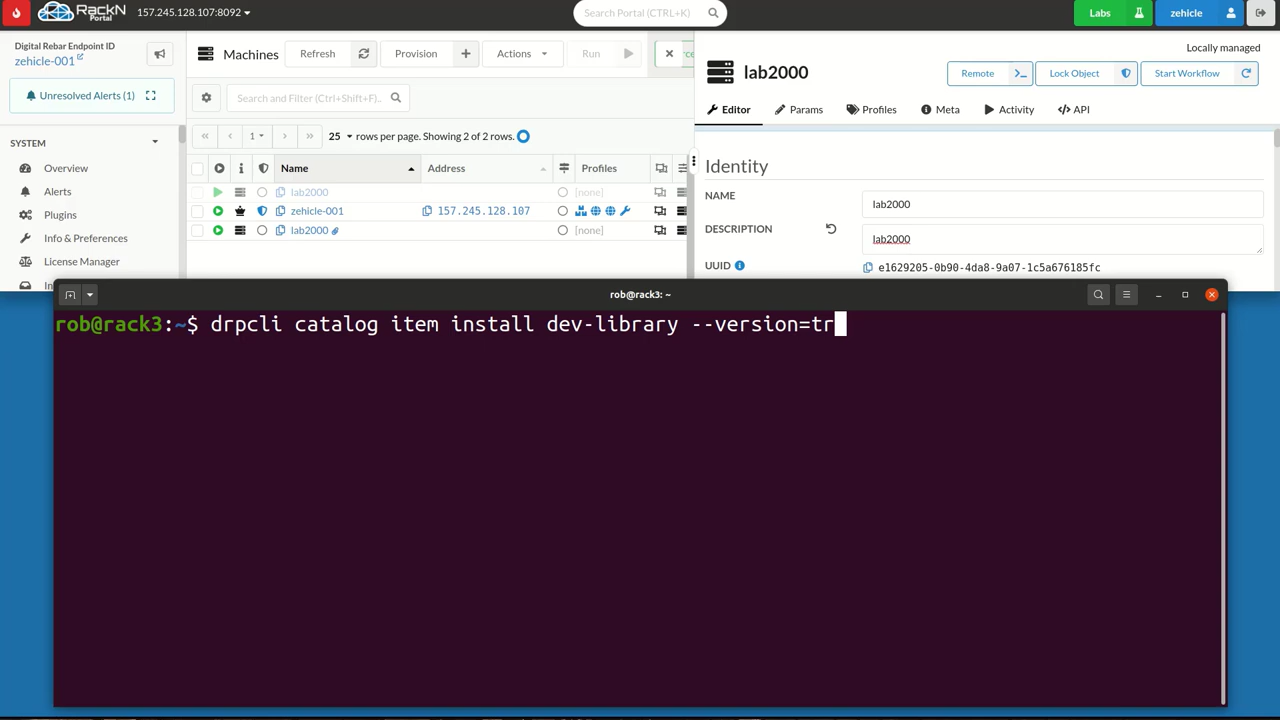 RackN Portal
157.245.128.107:8092
Search Portal (CTRL+K)
Labs
zehicle
Digital Rebar Endpoint ID
zehicle-001
Unresolved Alerts (1)
SYSTEM
Overview
Alerts
Plugins
Info & Preferences
License Manager
Machines
Refresh
Provision
Actions
Run
Search and Filter (Ctrl+Shift+F)..
1
25 rows per page. Showing 2 of 2 rows.
Name Address Profiles
lab2000 [none]
zehicle-001 157.245.128.107
lab2000 [none]
Locally managed
lab2000
Remote
Lock Object
Start Workflow
Editor
Params
Profiles
Meta
Activity
API
Identity
NAME lab2000
DESCRIPTION lab2000
UUID e1629205-0b90-4da8-9a07-1c5a676185fc
rob@rack3: ~
rob@rack3:~$ drpcli catalog item install dev-library --version=tr